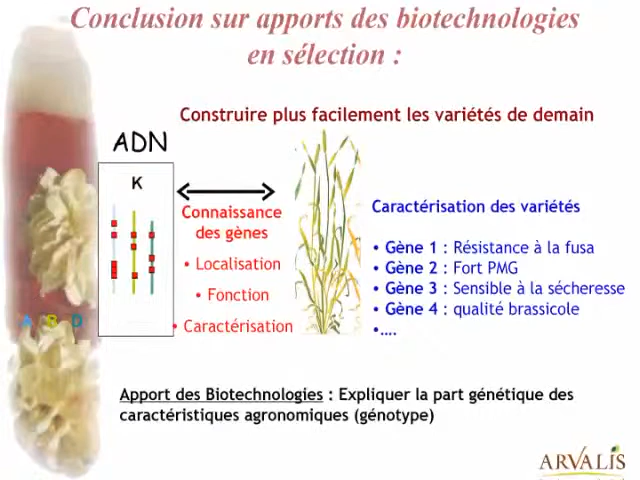 Conclusion sur apports des biotechnologies
en sélection :
Construire plus facilement les variétés de demain
ADN
K
Connaissance
des gènes
• Localisation
• Fonction
• Caractérisation
Caractérisation des variétés
• Gène 1 : Résistance à la fusa
• Gène 2 : Fort PMG
• Gène 3 : Sensible à la sécheresse
• Gène 4 : qualité brassicole
•....
A B D
Apport des Biotechnologies : Expliquer la part génétique des
caractéristiques agronomiques (génotype)
ARVALIS